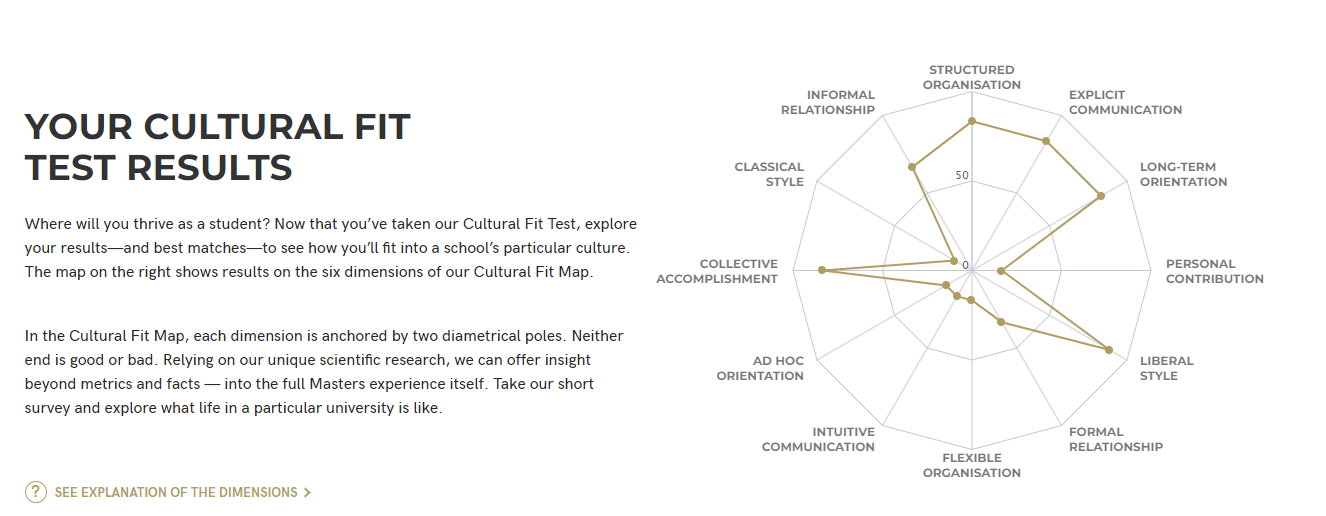 YOUR CULTURAL FIT
TEST RESULTS
Where will you thrive as a student? Now that you’ve taken our Cultural Fit Test, explore
your results—and best matches—to see how you’ll fit into a school’s particular culture.
The map on the right shows results on the six dimensions of our Cultural Fit Map.
In the Cultural Fit Map, each dimension is anchored by two diametrical poles. Neither
end is good or bad. Relying on our unique scientific research, we can offer insight
beyond metrics and facts — into the full Masters experience itself. Take our short
survey and explore what life in a particular university is like.
? SEE EXPLANATION OF THE DIMENSIONS
STRUCTURED
ORGANISATION
EXPLICIT
COMMUNICATION
LONG-TERM
ORIENTATION
PERSONAL
CONTRIBUTION
LIBERAL
STYLE
FORMAL
RELATIONSHIP
FLEXIBLE
ORGANISATION
INTUITIVE
COMMUNICATION
AD HOC
ORIENTATION
COLLECTIVE
ACCOMPLISHMENT
CLASSICAL
STYLE
INFORMAL
RELATIONSHIP
50
0